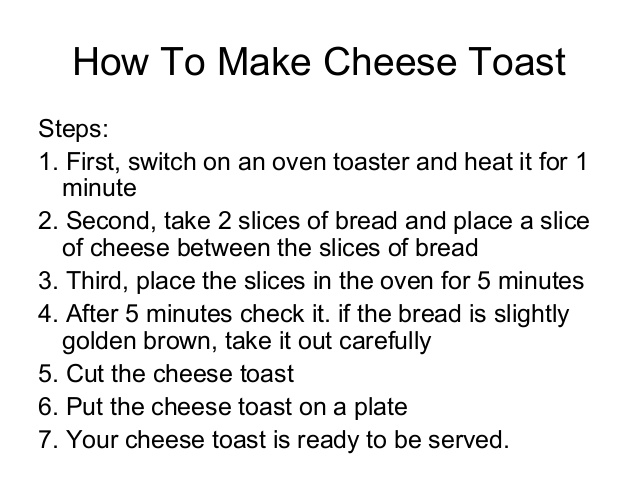 How To Make Cheese Toast
Steps:
1. First, switch on an oven toaster and heat it for 1
minute
2. Second, take 2 slices of bread and place a slice
of cheese between the slices of bread
3. Third, place the slices in the oven for 5 minutes
4. After 5 minutes check it. if the bread is slightly
golden brown, take it out carefully
5. Cut the cheese toast
6. Put the cheese toast on a plate
7. Your cheese toast is ready to be served.